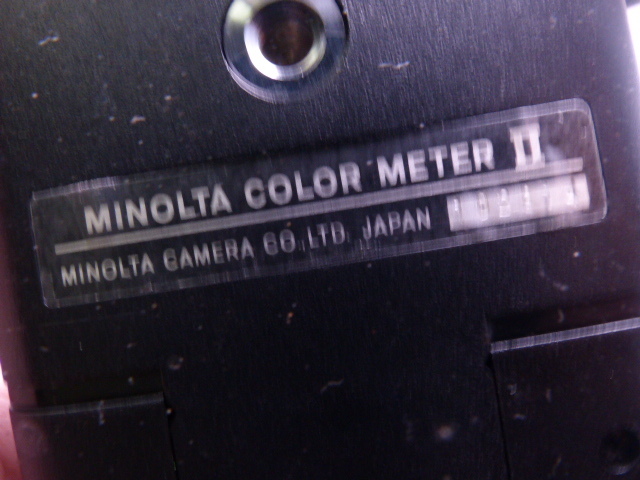 MINOLTA COLOR METER II
MINOLTA CAMERA CO.LTD. JAPAN